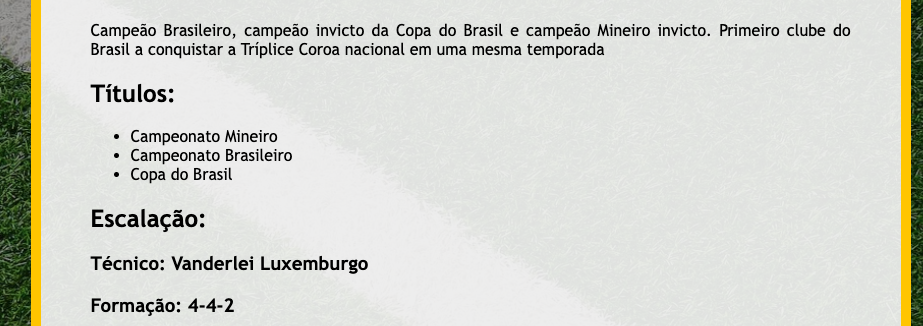 Campeão Brasileiro, campeão invicto da Copa do Brasil e campeão Mineiro invicto. Primeiro clube do
Brasil a conquistar a Tríplice Coroa nacional em uma mesma temporada
Títulos:
• Campeonato Mineiro
• Campeonato Brasileiro
• Copa do Brasil
Escalação:
Técnico: Vanderlei Luxemburgo
Formação: 4-4-2